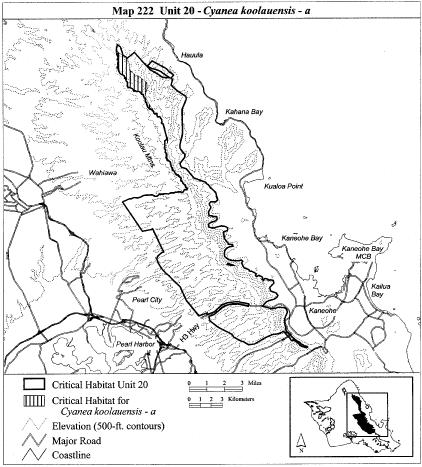 Map 222 Unit 20 - Cyanea koolauensis - a
Hauula
Kahana Bay
Koolau Mtns
Wahiawa
Kualoa Point
Kaneohe Bay
Kaneohe Bay
MCB
Kailua
Bay
Pearl City
Kaneohe
H3 Hwy
Pearl Harbor
Critical Habitat Unit 20
Critical Habitat for
Cyanea koolauensis - a
Elevation (500-ft. contours)
Major Road
Coastline
0 1 2 3 Miles
0 1 2 3 Kilometers
N